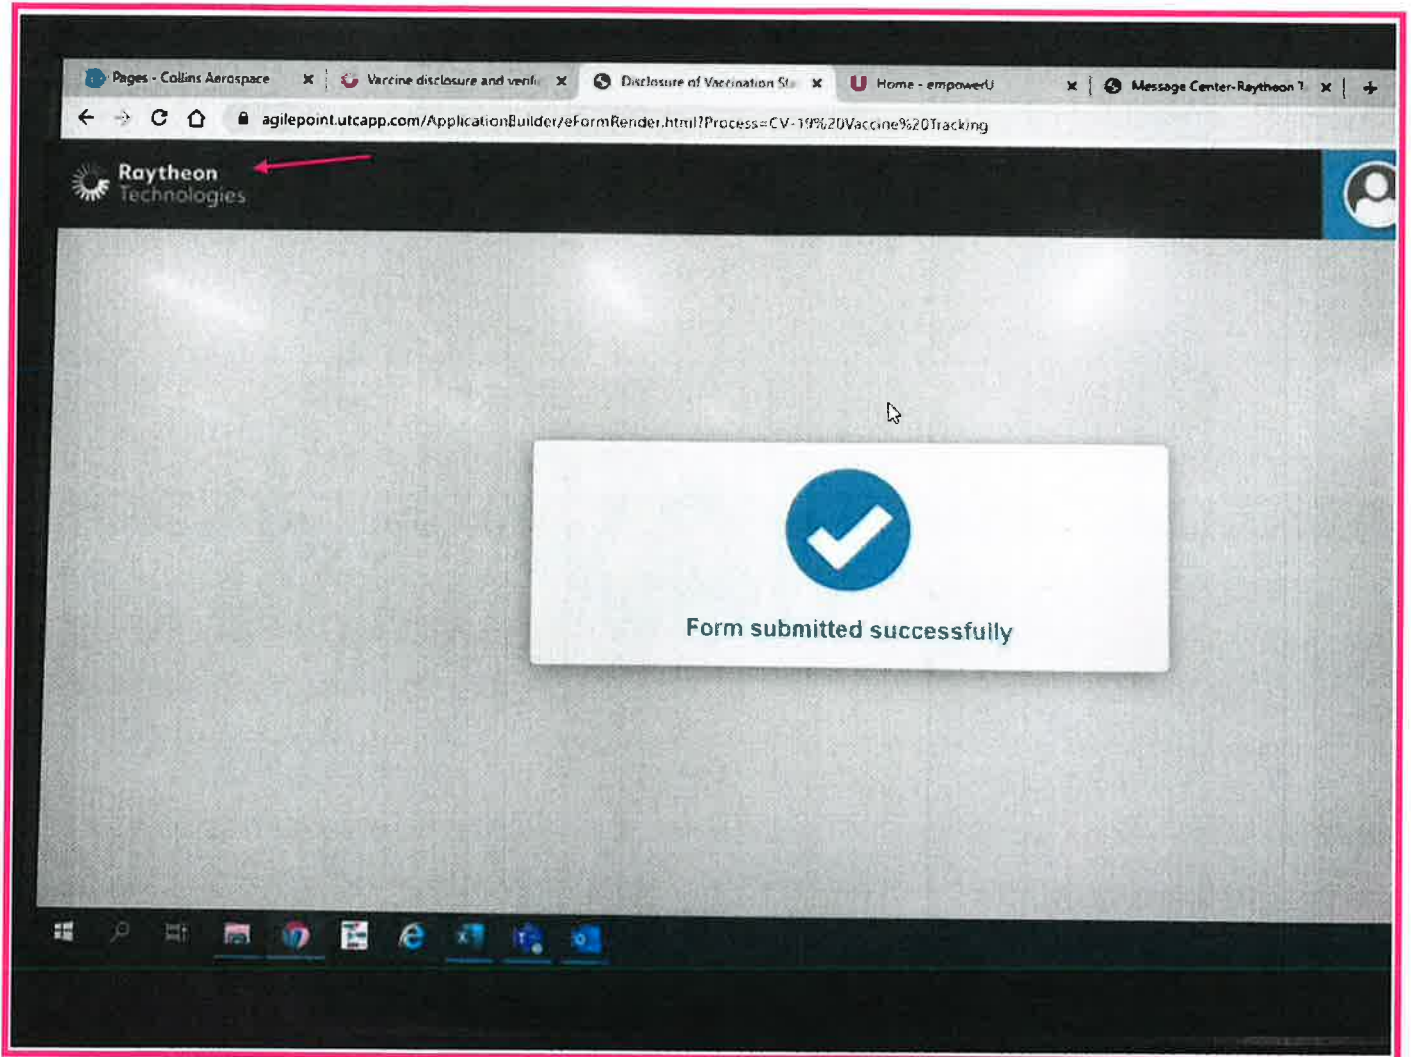 Pages - Collins Aerospace
Vaccine disclosure and verifi
Disclosure of Vaccination Sta
Home - empowerU
Message Center-Raytheon T
agilepoint.utcapp.com/ApplicationBuilder/eFormRender.html?Process=CV-19%20Vaccine%20Tracking
Raytheon
Technologies
Form submitted successfully